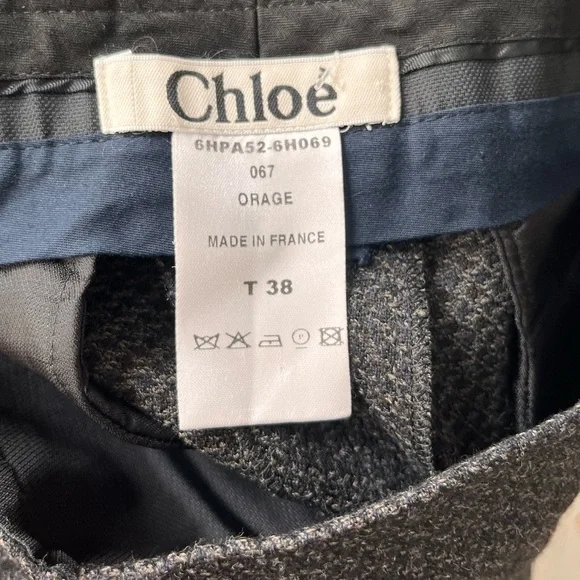 Chloé
6HPA52-6H069
067
ORAGE
MADE IN FRANCE
T 38
P